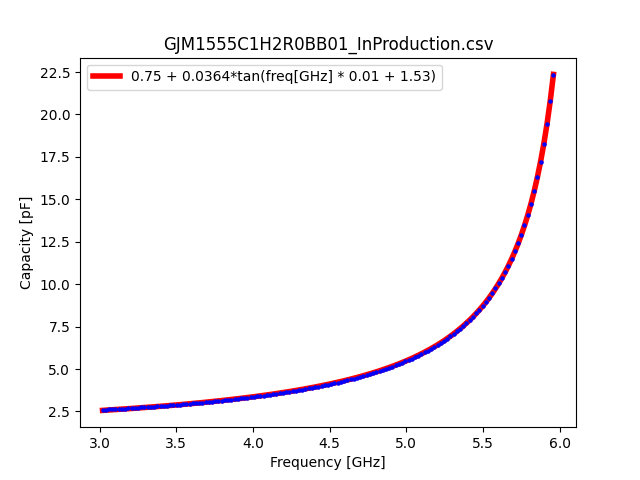 GJM1555C1H2R0BB01_InProduction.csv
0.75 + 0.0364*tan(freq[GHz] * 0.01 + 1.53)
22.5
20.0
17.5
15.0
12.5
10.0
7.5
5.0
2.5
Capacity [pF]
3.0 3.5 4.0 4.5 5.0 5.5 6.0
Frequency [GHz]